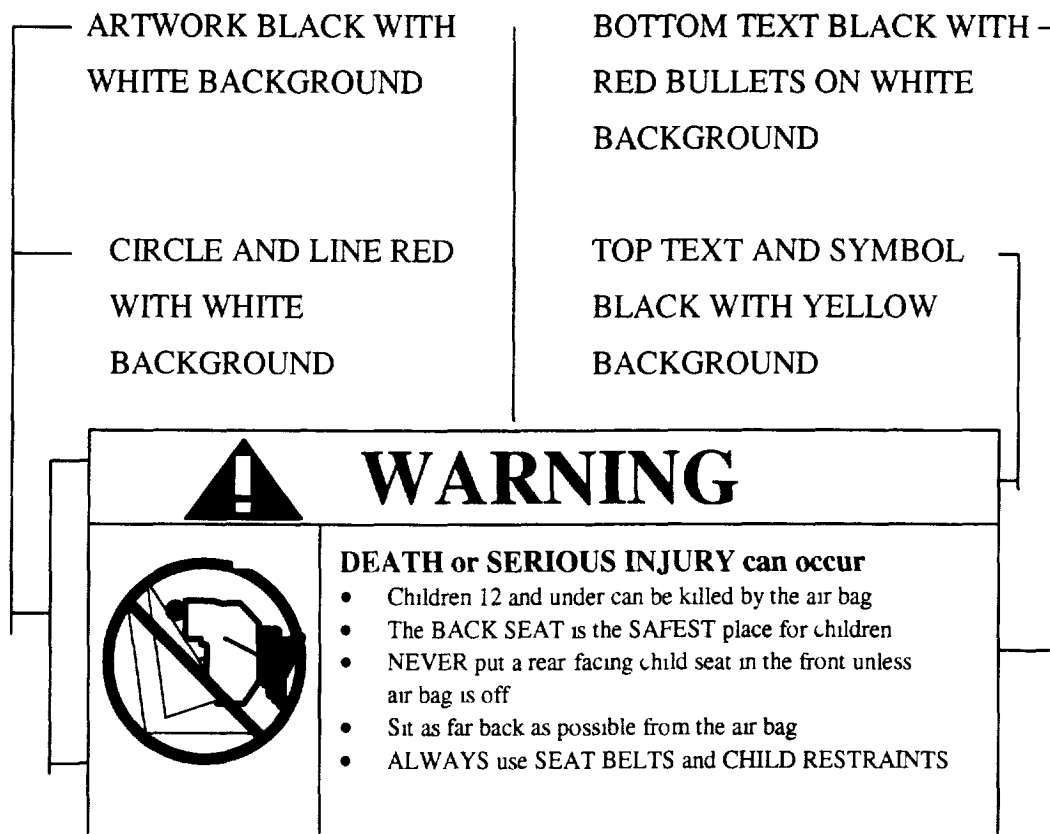 ARTWORK BLACK WITH
WHITE BACKGROUND
BOTTOM TEXT BLACK WITH
RED BULLETS ON WHITE
BACKGROUND
CIRCLE AND LINE RED
WITH WHITE
BACKGROUND
TOP TEXT AND SYMBOL
BLACK WITH YELLOW
BACKGROUND
WARNING
DEATH or SERIOUS INJURY can occur
• Children 12 and under can be killed by the air bag
• The BACK SEAT is the SAFEST place for children
• NEVER put a rear facing child seat in the front unless
air bag is off
• Sit as far back as possible from the air bag
• ALWAYS use SEAT BELTS and CHILD RESTRAINTS